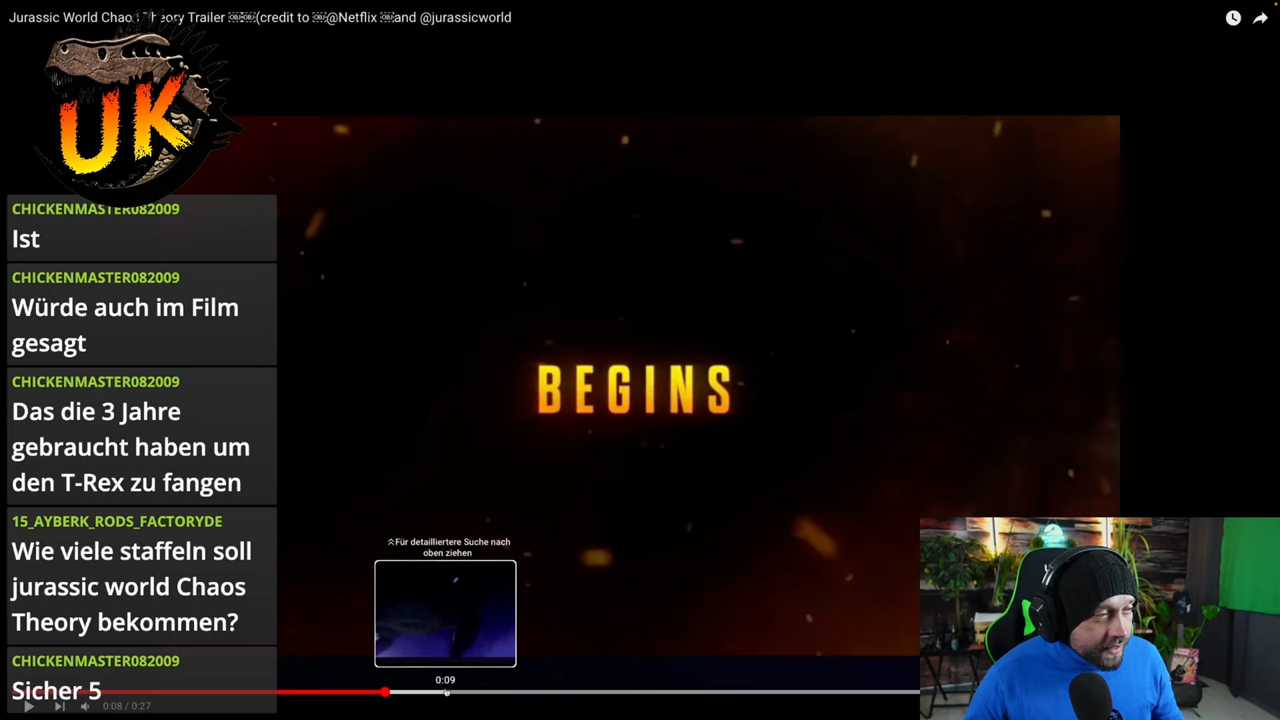 Jurassic World Chaos Theory Trailer (credit to @Netflix and @jurassicworld
UK
CHICKENMASTER082009
Ist
CHICKENMASTER082009
Würde auch im Film
gesagt
CHICKENMASTER082009
Das die 3 Jahre
gebraucht haben um
den T-Rex zu fangen
15_AYBERK_RODS_FACTORYDE
Wie viele staffeln soll
jurassic world Chaos
Theory bekommen?
CHICKENMASTER082009
Sicher 5
BEGINS
Für detailliertere Suche nach
oben ziehen
0:09
0:08 / 0:27